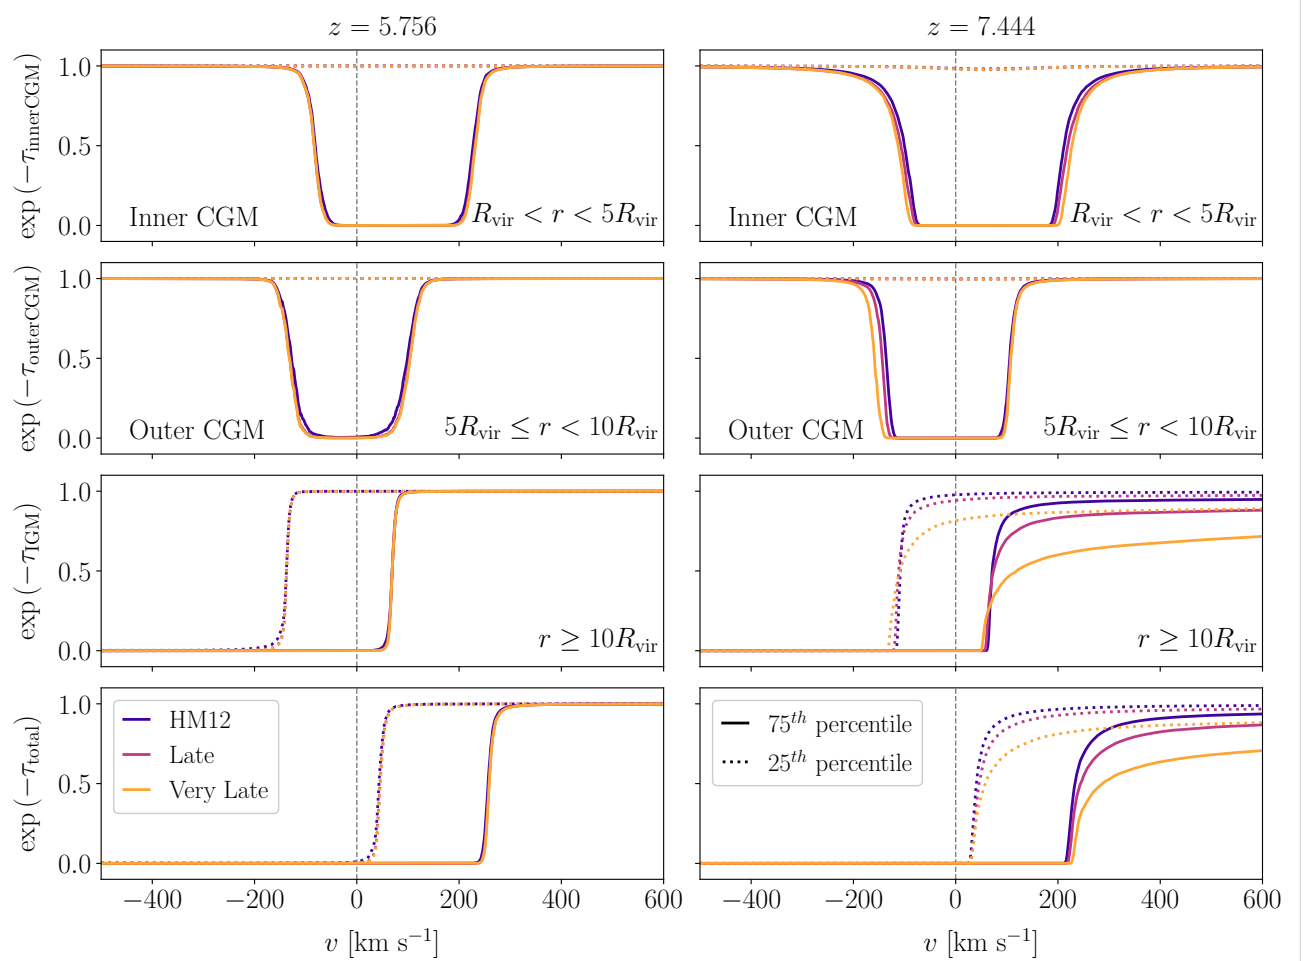 z = 5.756
z = 7.444
exp (−τ_innerCGM)
1.0
0.5
0.0
Inner CGM
R_vir < r < 5R_vir
Inner CGM
R_vir < r < 5R_vir
exp (−τ_outerCGM)
1.0
0.5
0.0
Outer CGM
5R_vir ≤ r < 10R_vir
Outer CGM
5R_vir ≤ r < 10R_vir
exp (−τ_IGM)
1.0
0.5
0.0
r ≥ 10R_vir
r ≥ 10R_vir
exp (−τ_total)
1.0
0.5
0.0
HM12
Late
Very Late
75^th percentile
25^th percentile
−400 −200 0 200 400 600
−400 −200 0 200 400 600
v [km s⁻¹]
v [km s⁻¹]